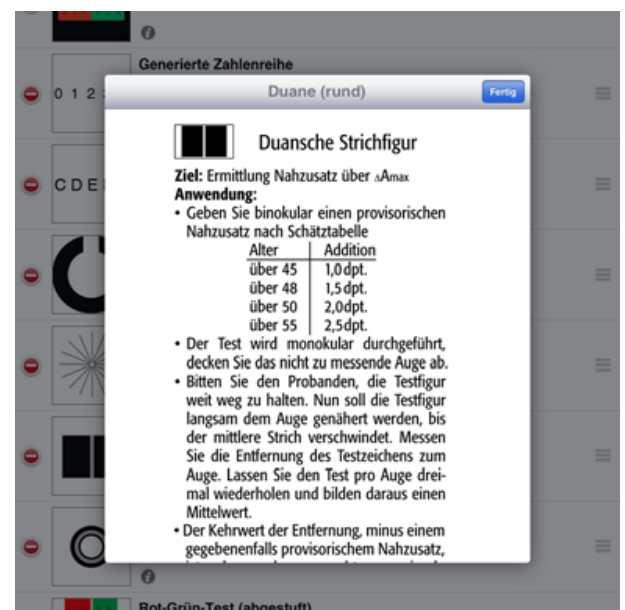 Generierte Zahlenreihe
0 1 2
Duane (rund)
Fertig
Duansche Strichfigur
Ziel: Ermittlung Nahzusatz über ΔAmax
Anwendung:
• Geben Sie binokular einen provisorischen
Nahzusatz nach Schätztabelle
Alter Addition
über 45 1,0 dpt.
über 48 1,5 dpt.
über 50 2,0dpt.
über 55 2,5dpt.
• Der Test wird monokular durchgeführt,
decken Sie das nicht zu messende Auge ab.
• Bitten Sie den Probanden, die Testfigur
weit weg zu halten. Nun soll die Testfigur
langsam dem Auge genähert werden, bis
der mittlere Strich verschwindet. Messen
Sie die Entfernung des Testzeichens zum
Auge. Lassen Sie den Test pro Auge drei-
mal wiederholen und bilden daraus einen
Mittelwert.
• Der Kehrwert der Entfernung, minus einem
gegebenenfalls provisorischem Nahzusatz,
C D E
Rot-Grün-Test (abgestuft)